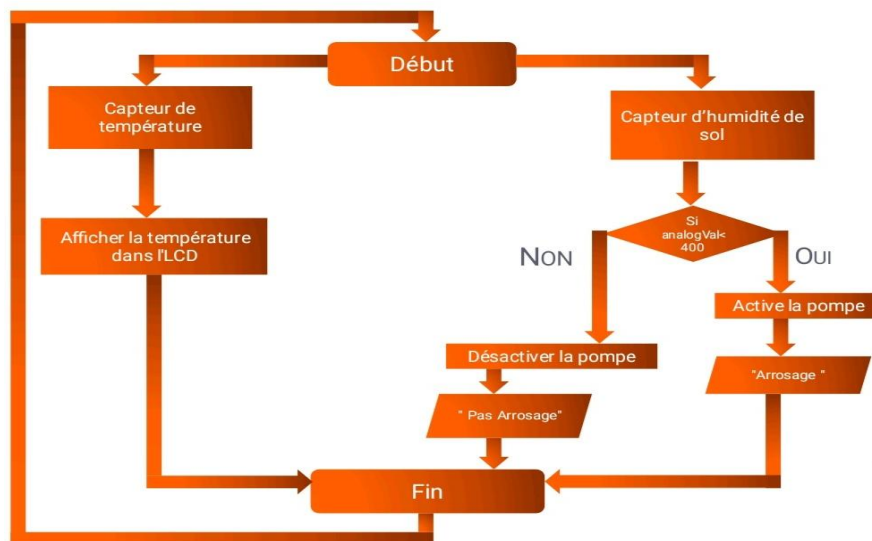 Début
Capteur de
température
Capteur d'humidité de
sol
Afficher la température
dans l'LCD
Si
analogVal<
400
NON
OUI
Active la pompe
Désactiver la pompe
"Arrosage "
" Pas Arrosage"
Fin